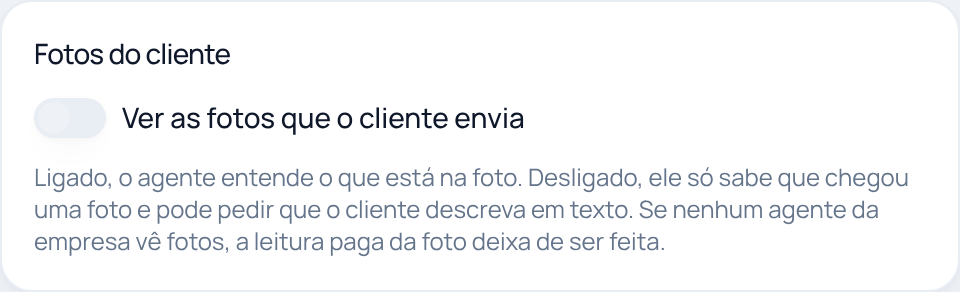 Fotos do cliente
Ver as fotos que o cliente envia
Ligado, o agente entende o que está na foto. Desligado, ele só sabe que chegou
uma foto e pode pedir que o cliente descreva em texto. Se nenhum agente da
empresa vê fotos, a leitura paga da foto deixa de ser feita.